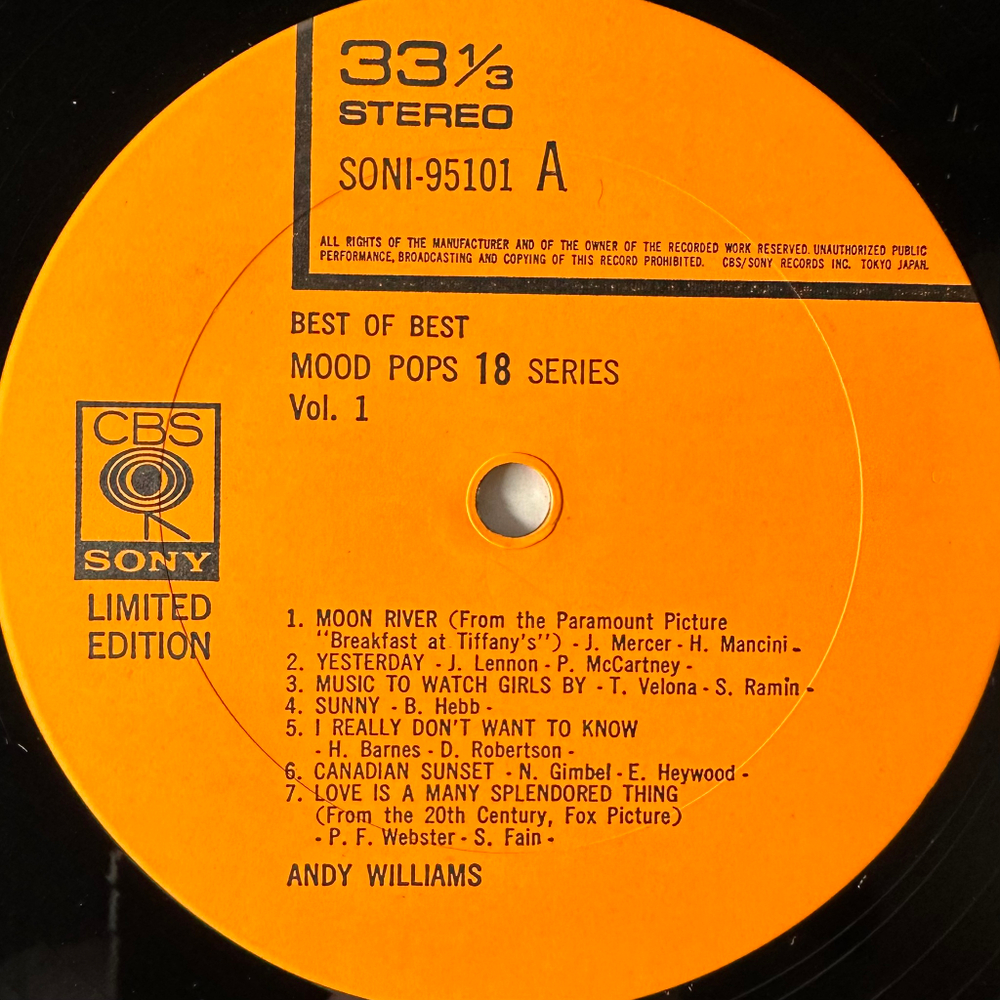 33 1/3
STEREO
SONI-95101 A
ALL RIGHTS OF THE MANUFACTURER AND OF THE OWNER OF THE RECORDED WORK RESERVED. UNAUTHORIZED PUBLIC
PERFORMANCE, BROADCASTING AND COPYING OF THIS RECORD PROHIBITED. CBS/SONY RECORDS INC. TOKYO JAPAN.
BEST OF BEST
MOOD POPS 18 SERIES
Vol. 1
CBS
SONY
LIMITED
EDITION
1. MOON RIVER (From the Paramount Picture
"Breakfast at Tiffany's") - J. Mercer - H. Mancini -
2. YESTERDAY - J. Lennon - P. McCartney -
3. MUSIC TO WATCH GIRLS BY - T. Velona - S. Ramin -
4. SUNNY - B. Hebb -
5. I REALLY DON'T WANT TO KNOW
- H. Barnes - D. Robertson -
6. CANADIAN SUNSET - N. Gimbel - E. Heywood -
7. LOVE IS A MANY SPLENDORED THING
(From the 20th Century, Fox Picture)
- P. F. Webster - S. Fain -
ANDY WILLIAMS